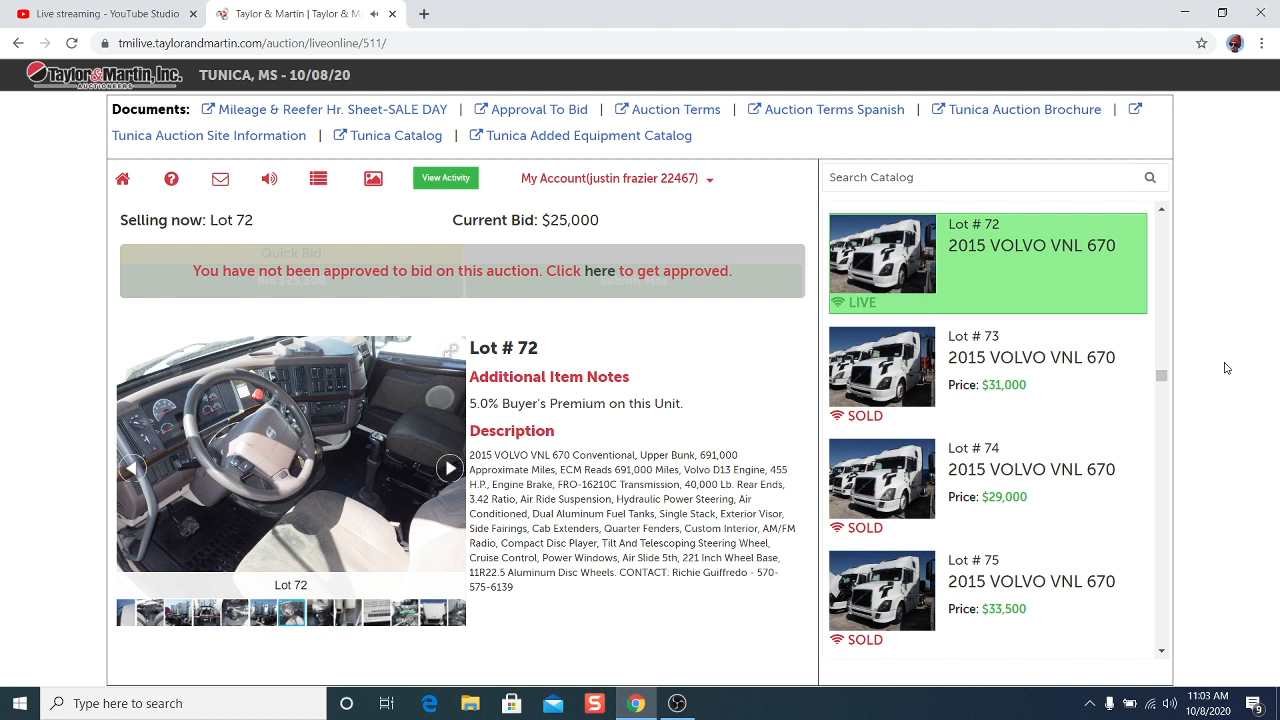 Live streaming - YouTube Studio
Taylor & Martin | Taylor & M
tmilive.taylorandmartin.com/auction/liveonline/511/
Taylor&Martin, Inc.
AUCTIONEERS
TUNICA, MS - 10/08/20
Documents: Mileage & Reefer Hr. Sheet-SALE DAY | Approval To Bid | Auction Terms | Auction Terms Spanish | Tunica Auction Brochure |
Tunica Auction Site Information | Tunica Catalog | Tunica Added Equipment Catalog
View Activity
My Account(justin frazier 22467)
Selling now: Lot 72
Current Bid: $25,000
Quick Bid
You have not been approved to bid on this auction. Click here to get approved.
Lot 72
Lot # 72
Additional Item Notes
5.0% Buyer's Premium on this Unit.
Description
2015 VOLVO VNL 670 Conventional, Upper Bunk, 691,000
Approximate Miles, ECM Reads 691,000 Miles, Volvo D13 Engine, 455
H.P., Engine Brake, FRO-16210C Transmission, 40,000 Lb. Rear Ends,
3.42 Ratio, Air Ride Suspension, Hydraulic Power Steering, Air
Conditioned, Dual Aluminum Fuel Tanks, Single Stack, Exterior Visor,
Side Fairings, Cab Extenders, Quarter Fenders, Custom Interior, AM/FM
Radio, Compact Disc Player, Tilt And Telescoping Steering Wheel,
Cruise Control, Power Windows, Air Slide 5th, 221 Inch Wheel Base,
11R22.5 Aluminum Disc Wheels. CONTACT: Richie Guiffredo - 570-
575-6139
Search Catalog
Lot # 72
2015 VOLVO VNL 670
LIVE
Lot # 73
2015 VOLVO VNL 670
Price: $31,000
SOLD
Lot # 74
2015 VOLVO VNL 670
Price: $29,000
SOLD
Lot # 75
2015 VOLVO VNL 670
Price: $33,500
SOLD
Type here to search
11:03 AM
10/8/2020
9